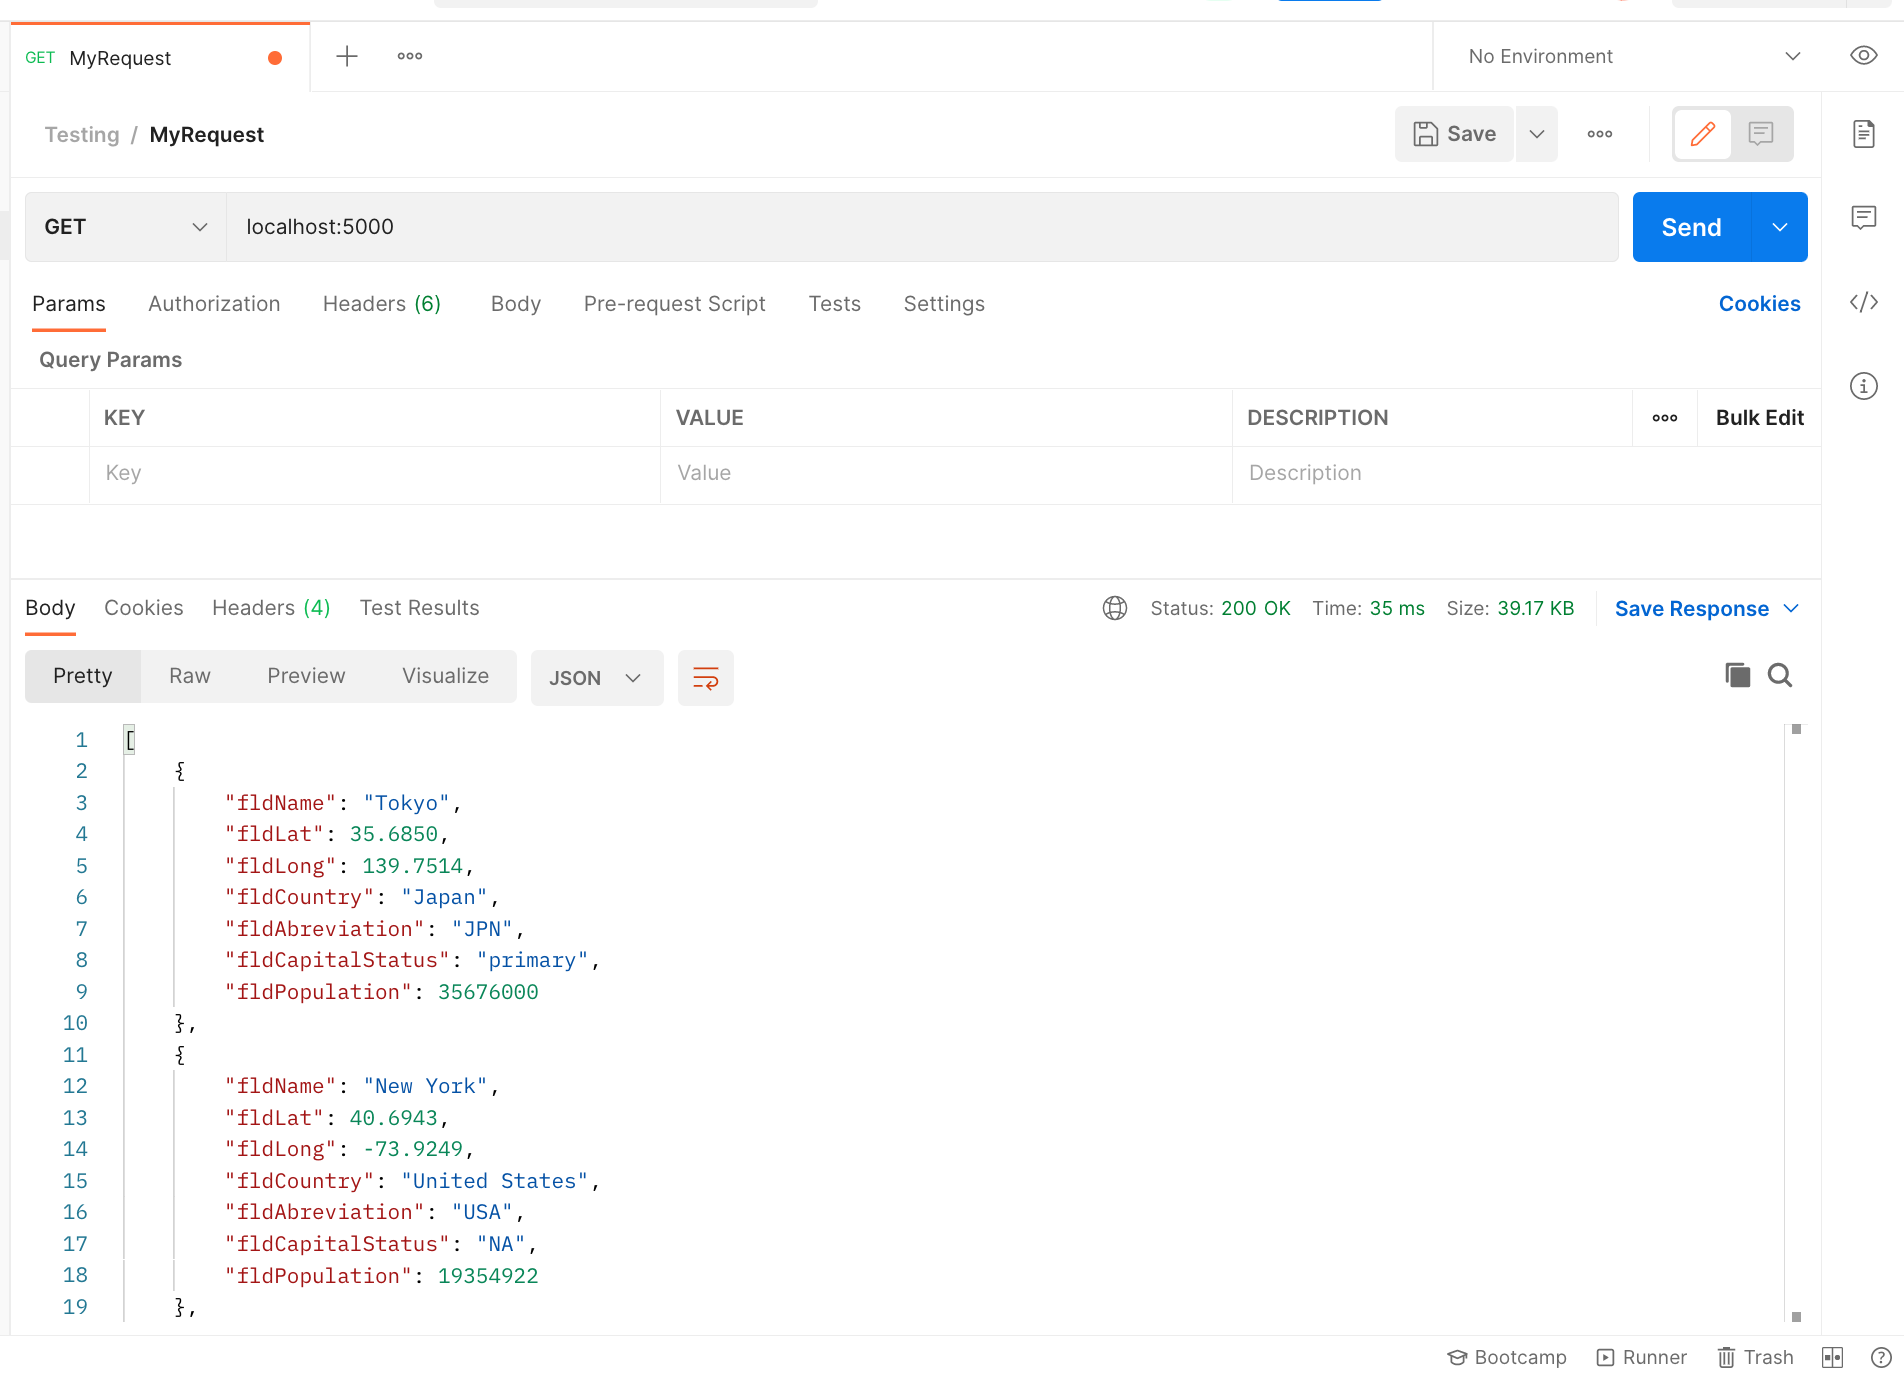 GET MyRequest
No Environment
Testing / MyRequest
Save
GET localhost:5000 Send
Params Authorization Headers (6) Body Pre-request Script Tests Settings Cookies
Query Params
KEY VALUE DESCRIPTION Bulk Edit
Key Value Description
Body Cookies Headers (4) Test Results Status: 200 OK Time: 35 ms Size: 39.17 KB Save Response
Pretty Raw Preview Visualize JSON
1 [
2 {
3 "fldName": "Tokyo",
4 "fldLat": 35.6850,
5 "fldLong": 139.7514,
6 "fldCountry": "Japan",
7 "fldAbreviation": "JPN",
8 "fldCapitalStatus": "primary",
9 "fldPopulation": 35676000
10 },
11 {
12 "fldName": "New York",
13 "fldLat": 40.6943,
14 "fldLong": -73.9249,
15 "fldCountry": "United States",
16 "fldAbreviation": "USA",
17 "fldCapitalStatus": "NA",
18 "fldPopulation": 19354922
19 },
Bootcamp Runner Trash